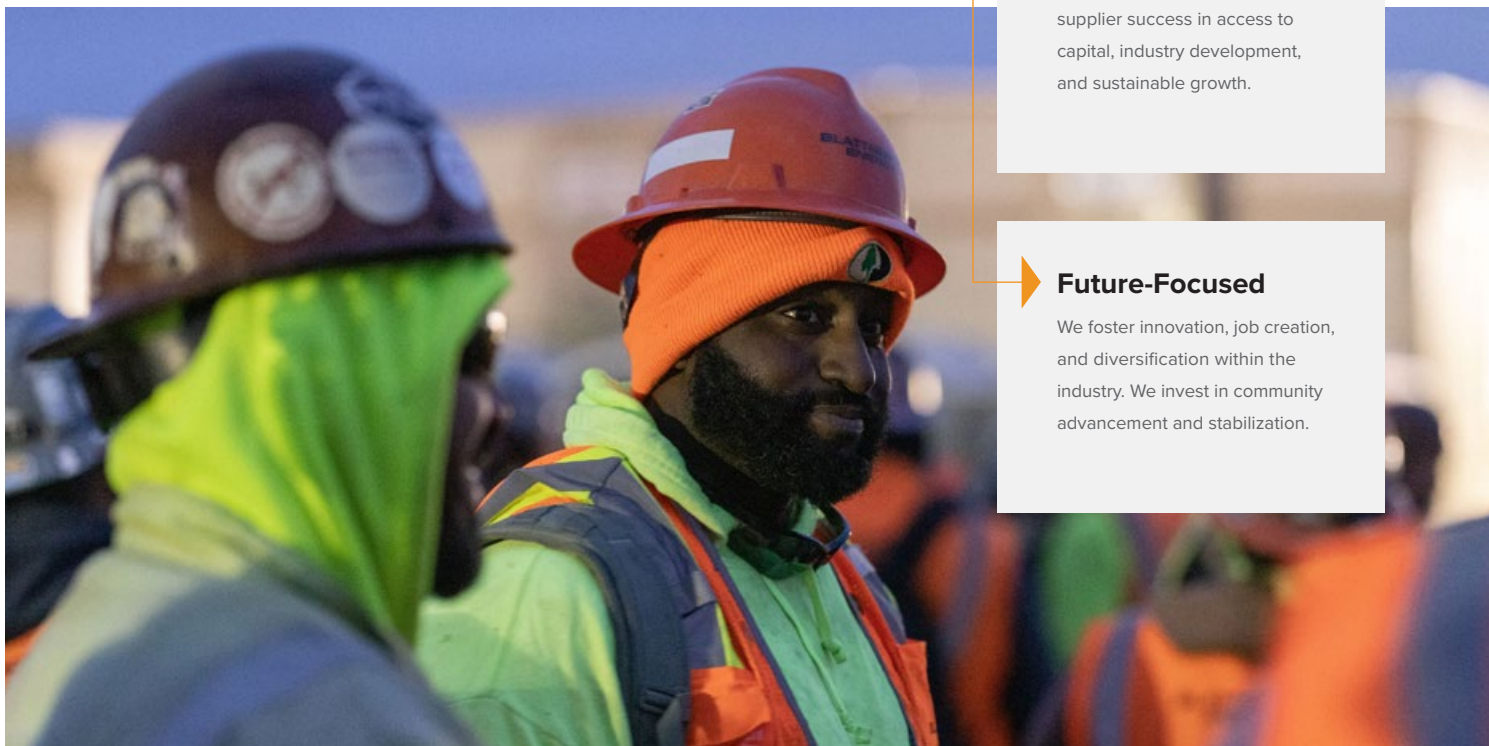 supplier success in access to
capital, industry development,
and sustainable growth.
Future-Focused
We foster innovation, job creation,
and diversification within the
industry. We invest in community
advancement and stabilization.